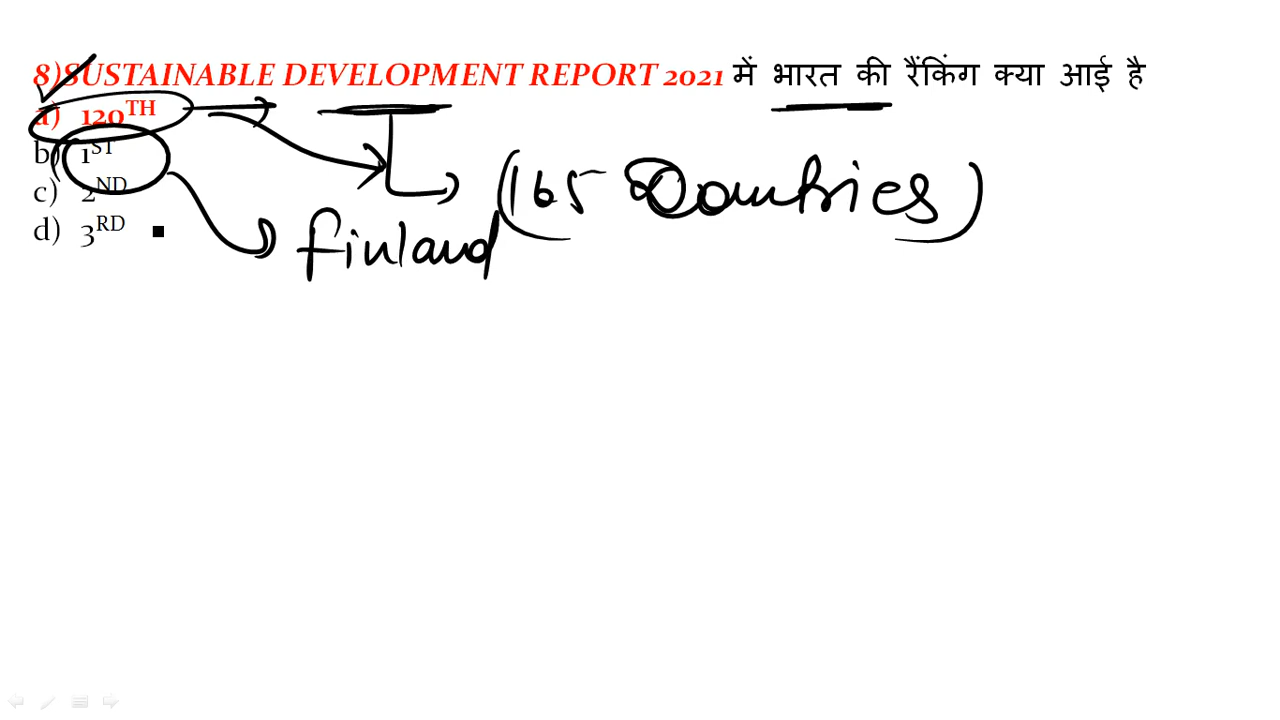 8)SUSTAINABLE DEVELOPMENT REPORT 2021 में भारत की रैंकिंग क्या आई है
a) 120TH
b) 1ST
c) 2ND
d) 3RD
(165 Countries)
finland